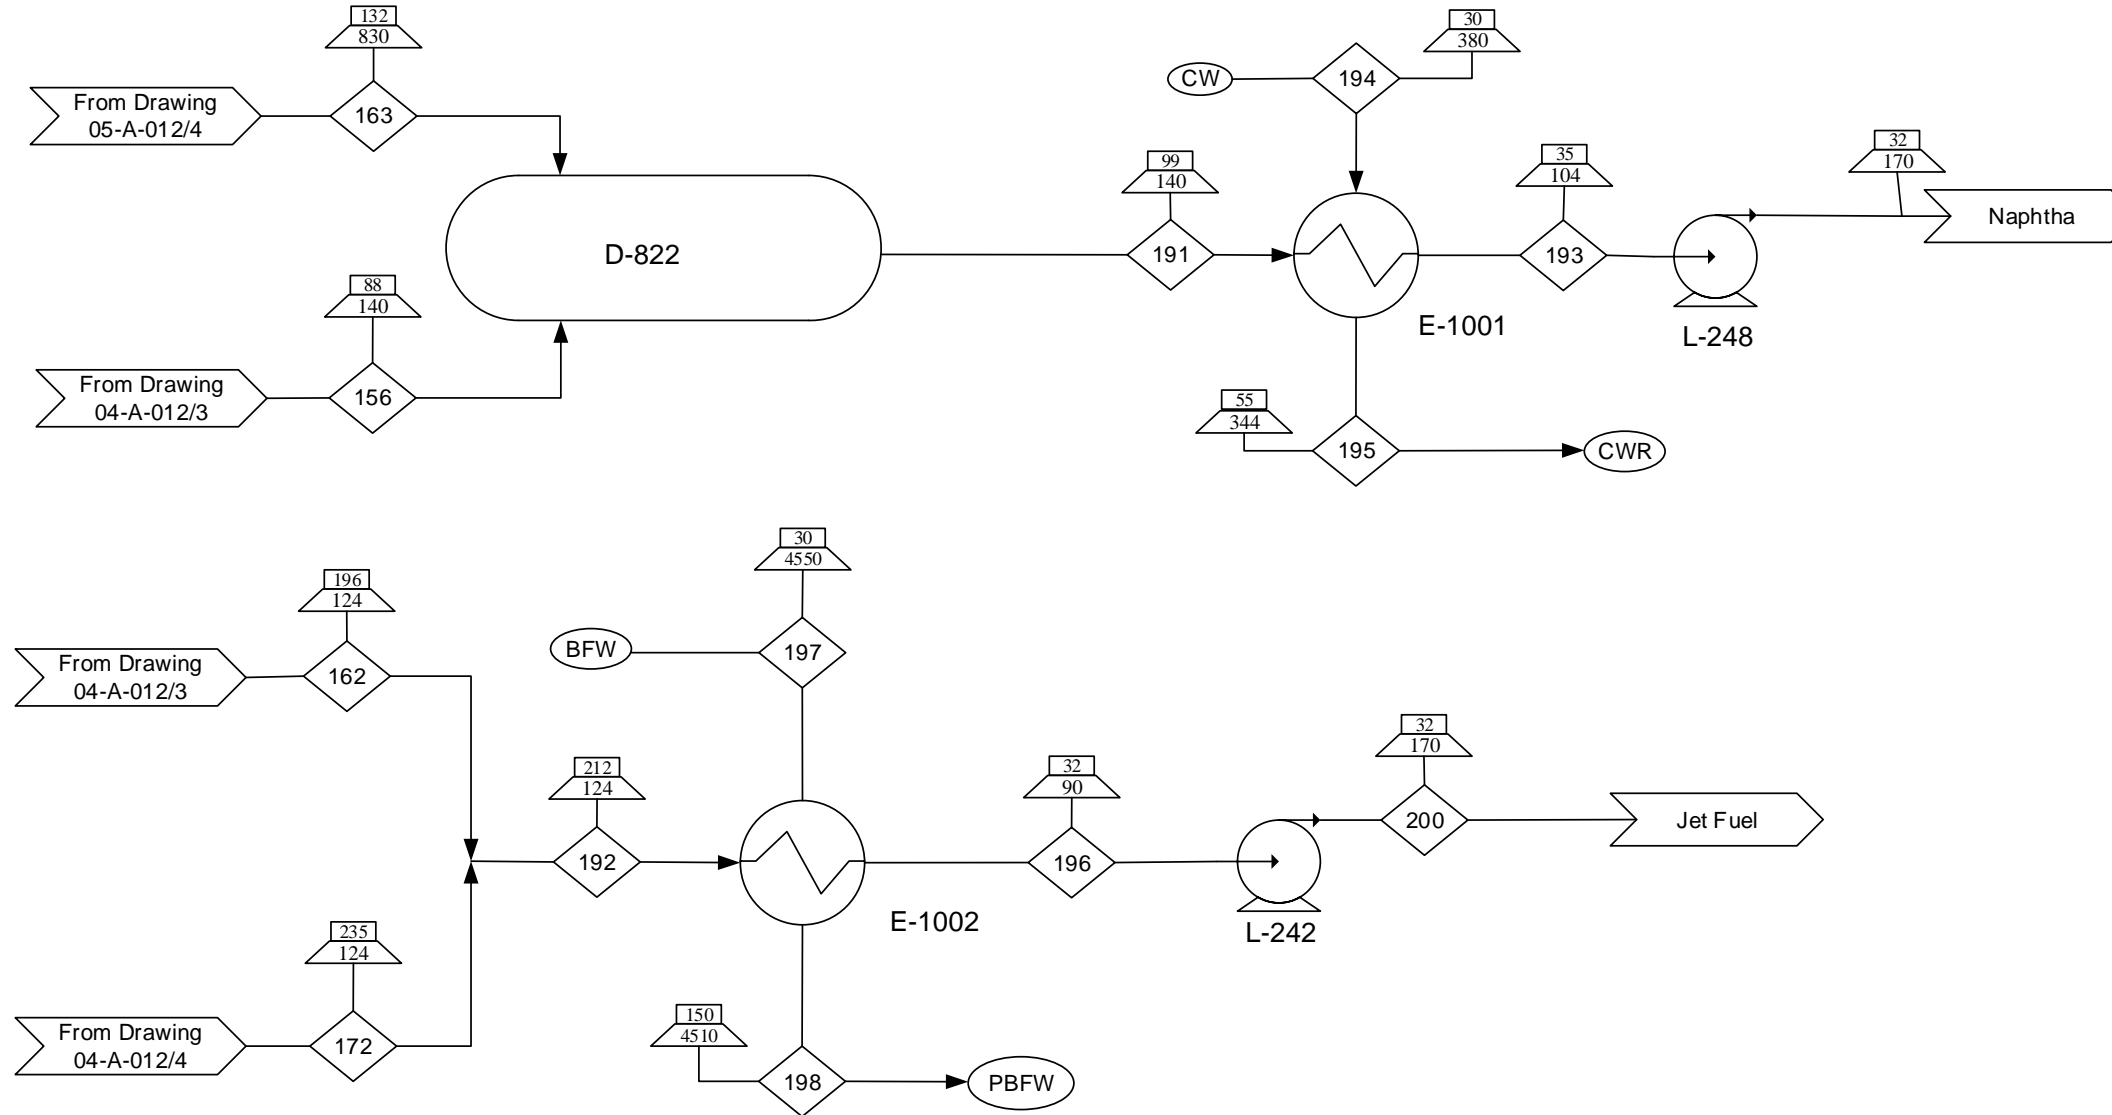 132
830
From Drawing
05-A-012/4
163
30
380
CW
194
D-822
99
140
191
35
104
193
32
170
Naphtha
E-1001
L-248
88
140
From Drawing
04-A-012/3
156
55
344
195
CWR
30
4550
BFW
197
196
124
From Drawing
04-A-012/3
162
212
124
192
32
90
196
32
170
200
Jet Fuel
E-1002
L-242
235
124
From Drawing
04-A-012/4
172
150
4510
198
PBFW